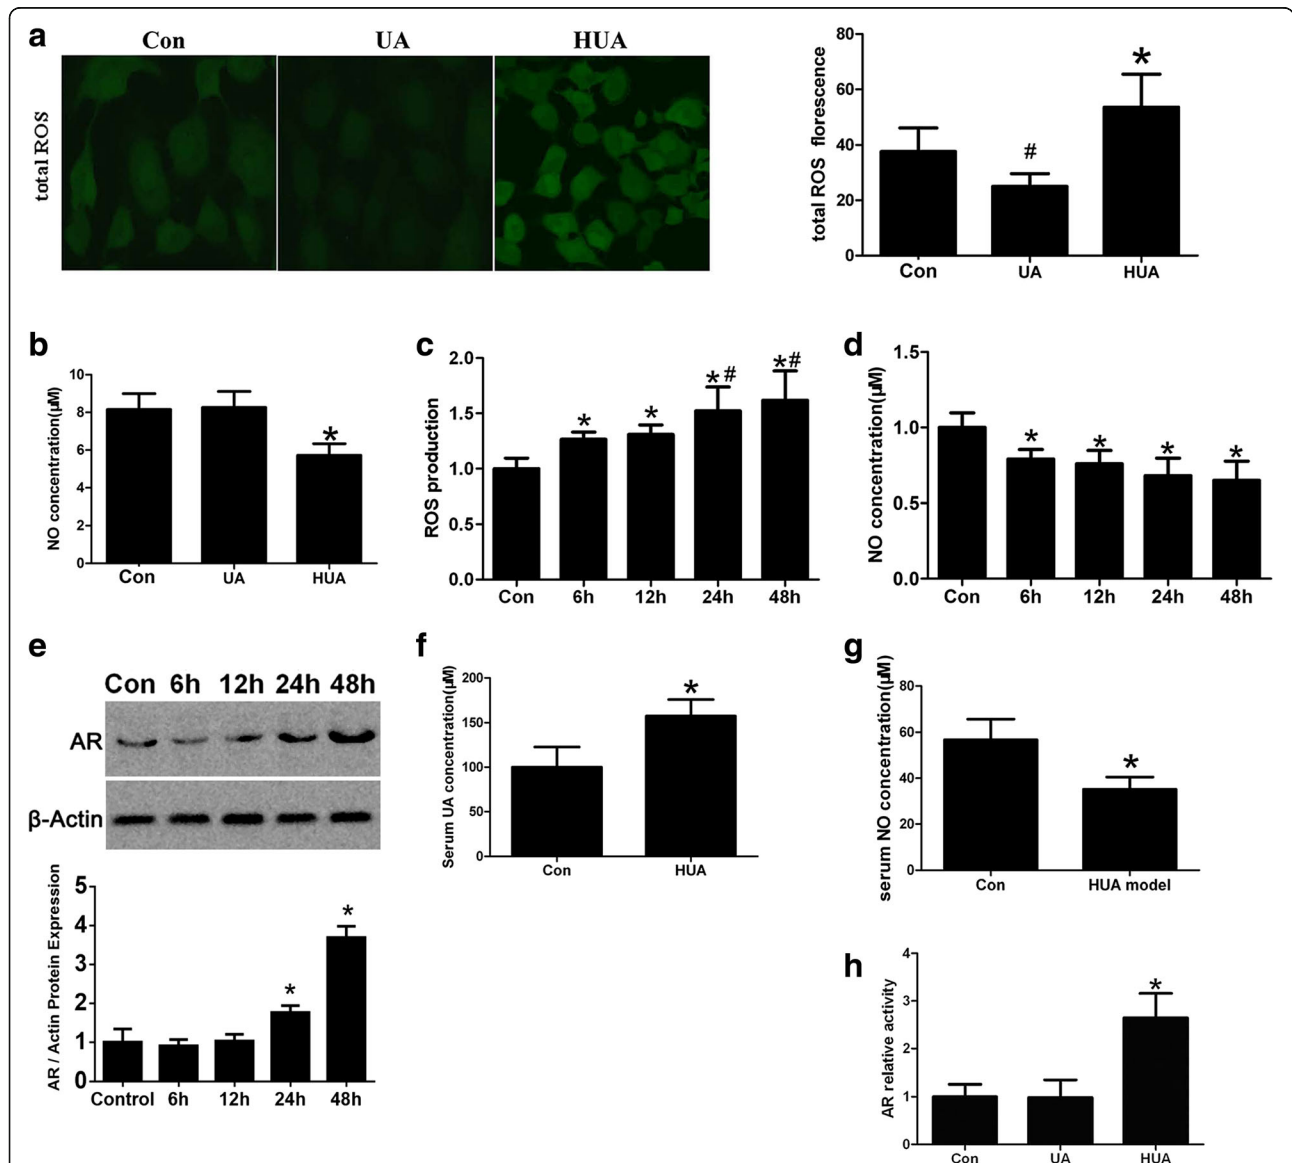 a
Con UA HUA
total ROS
total ROS florescence
80
60
40
20
0
*
#
Con UA HUA
b
NO concentration(µM)
10
8
6
4
2
0
*
Con UA HUA
c
ROS production
2.0
1.5
1.0
0.5
0.0
* * *# *#
Con 6h 12h 24h 48h
d
NO concentration(µM)
1.5
1.0
0.5
0.0
* * * *
Con 6h 12h 24h 48h
e
Con 6h 12h 24h 48h
AR
β-Actin
AR / Actin Protein Expression
5
4
3
2
1
0
* *
Control 6h 12h 24h 48h
f
Serum UA concentration(µM)
200
150
100
50
0
*
Con HUA
g
serum NO concentration(µM)
80
60
40
20
0
*
Con HUA model
h
AR relative activity
4
3
2
1
0
*
Con UA HUA